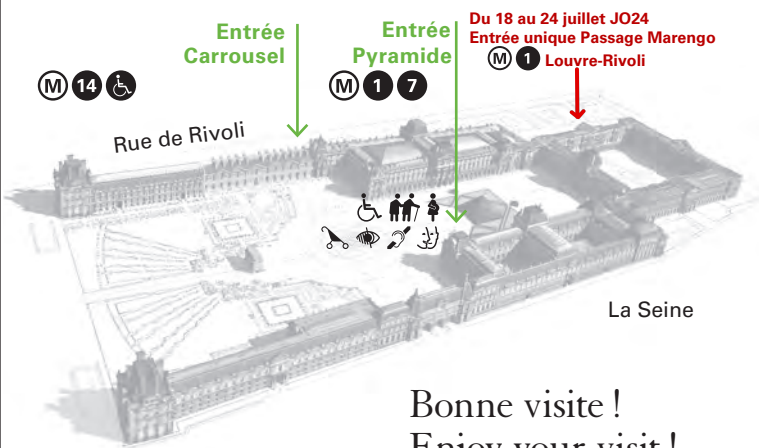 Entrée
Carrousel
Entrée
Pyramide
Du 18 au 24 juillet JO24
Entrée unique Passage Marengo
M 1 Louvre-Rivoli
M 14
M 1 7
Rue de Rivoli
La Seine
Bonne visite !
Enjoy your visit !